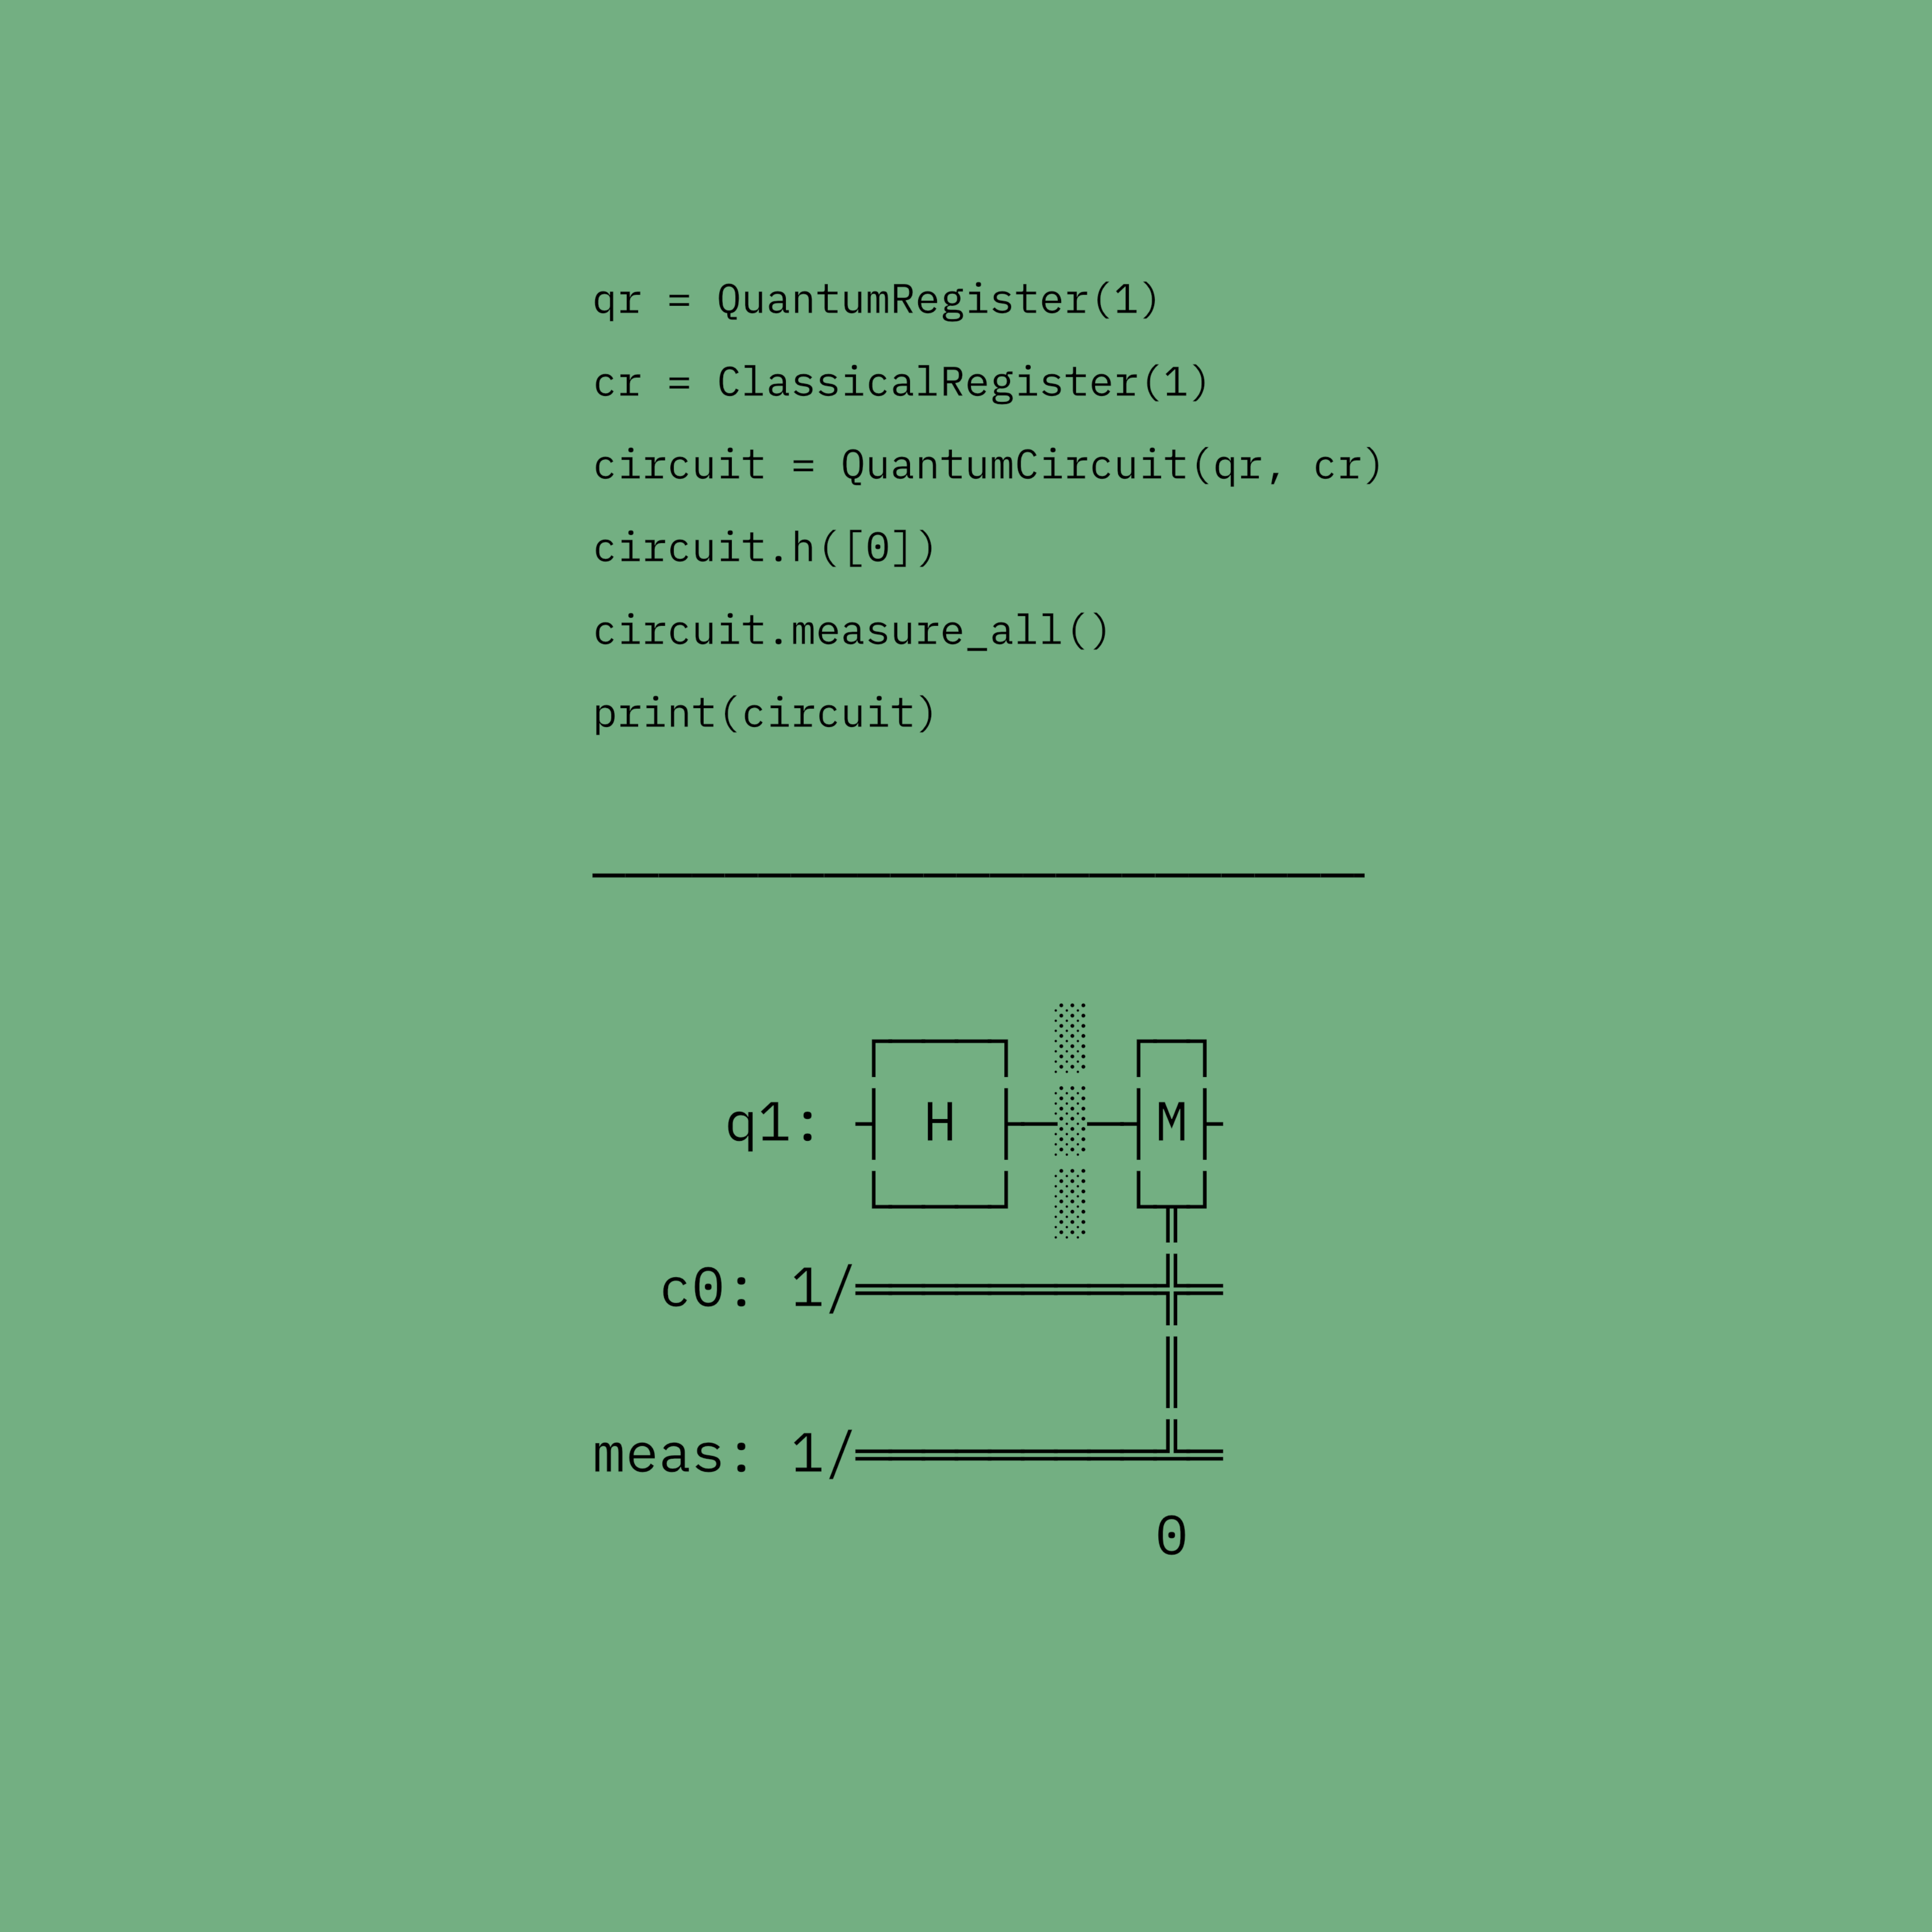 qr = QuantumRegister(1)
cr = ClassicalRegister(1)
circuit = QuantumCircuit(qr, cr)
circuit.h([0])
circuit.measure_all()
print(circuit)
────────────────────────
              ░
        ┌───┐ ░  ┌─┐
    q1: ┤ H ├─░──┤M├
        └───┘ ░  └╥┘
  c0: 1/══════════╬═
                  ║
meas: 1/══════════╩═
                  0